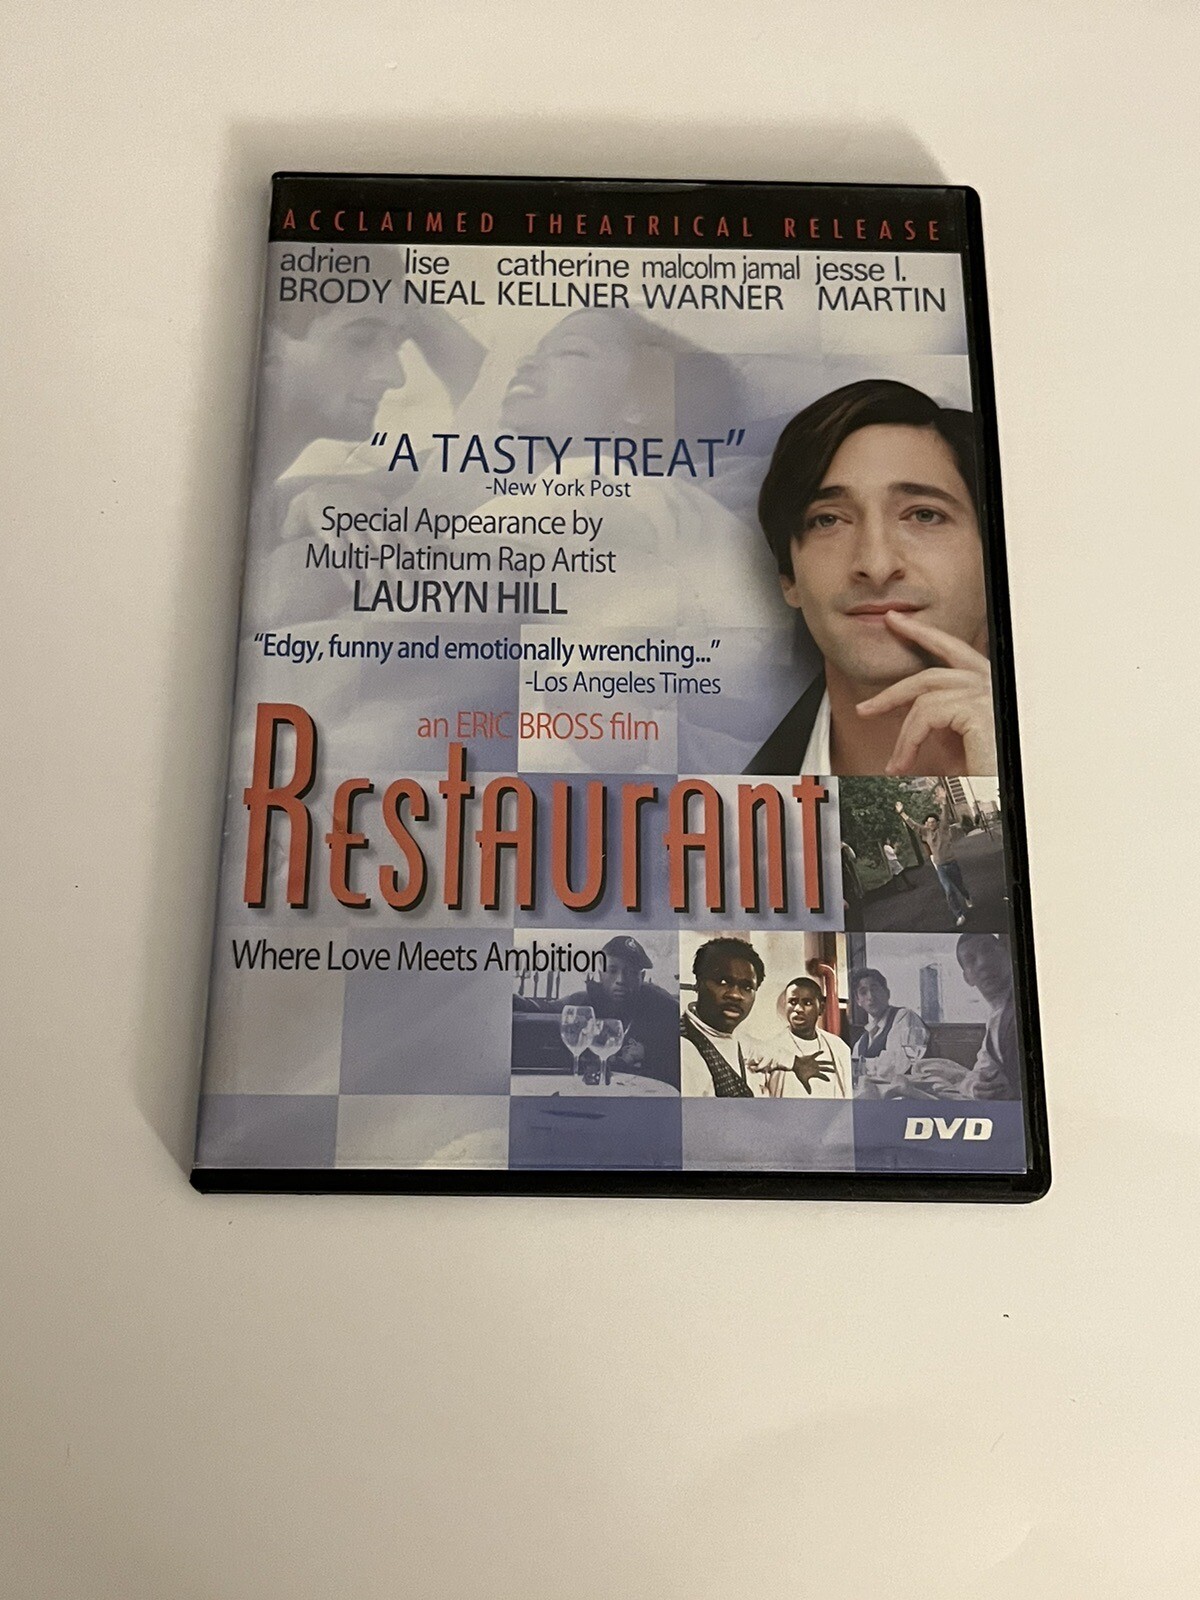 ACCLAIMED THEATRICAL RELEASE
adrien BRODY lise NEAL catherine KELLNER malcolm jamal WARNER jesse l. MARTIN
"A TASTY TREAT"
-New York Post
Special Appearance by
Multi-Platinum Rap Artist
LAURYN HILL
"Edgy, funny and emotionally wrenching..."
-Los Angeles Times
an ERIC BROSS film
RESTAURANT
Where Love Meets Ambition
DVD